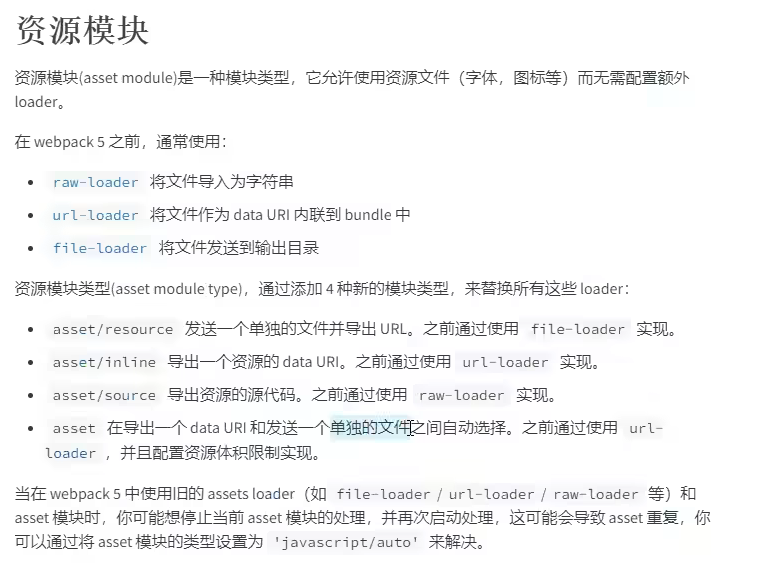 资源模块
资源模块(asset module)是一种模块类型，它允许使用资源文件（字体，图标等）而无需配置额外
loader。
在 webpack 5 之前，通常使用：
raw-loader 将文件导入为字符串
url-loader 将文件作为 data URI 内联到 bundle 中
file-loader 将文件发送到输出目录
资源模块类型(asset module type)，通过添加 4 种新的模块类型，来替换所有这些 loader：
asset/resource 发送一个单独的文件并导出 URL。之前通过使用 file-loader 实现。
asset/inline 导出一个资源的 data URI。之前通过使用 url-loader 实现。
asset/source 导出资源的源代码。之前通过使用 raw-loader 实现。
asset 在导出一个 data URI 和发送一个单独的文件之间自动选择。之前通过使用 url-
loader ，并且配置资源体积限制实现。
当在 webpack 5 中使用旧的 assets loader（如 file-loader / url-loader / raw-loader 等）和
asset 模块时，你可能想停止当前 asset 模块的处理，并再次启动处理，这可能会导致 asset 重复，你
可以通过将 asset 模块的类型设置为 'javascript/auto' 来解决。